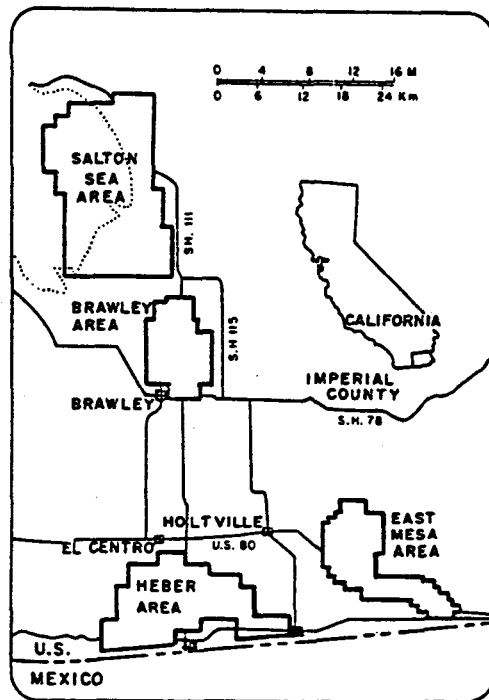 0 4 8 12 16 M
0 6 12 18 24 Km
SALTON
SEA
AREA
S.H. 111
BRAWLEY
AREA
S.H 115
CALIFORNIA
IMPERIAL
COUNTY
BRAWLEY
S.H. 78
HOLTVILLE
EL CENTRO
U.S. 80
EAST
MESA
AREA
HEBER
AREA
U.S.
MEXICO